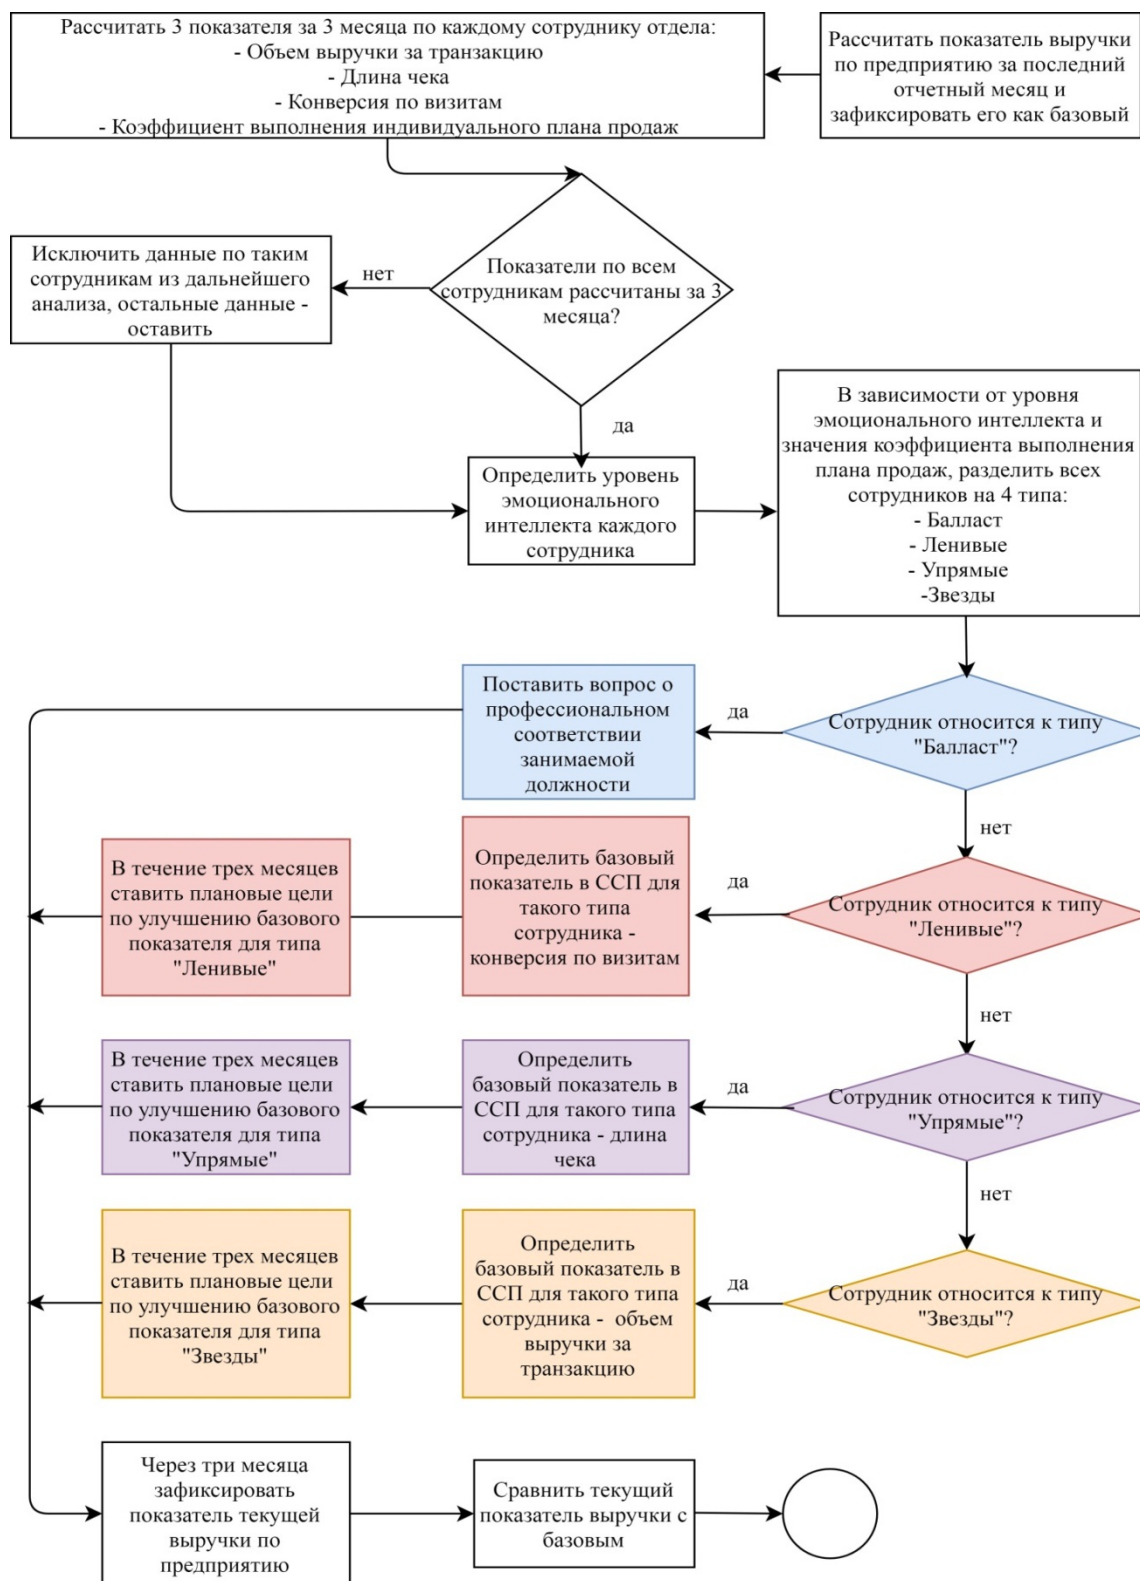 Рассчитать 3 показателя за 3 месяца по каждому сотруднику отдела:
- Объем выручки за транзакцию
- Длина чека
- Конверсия по визитам
- Коэффициент выполнения индивидуального плана продаж
Рассчитать показатель выручки
по предприятию за последний
отчетный месяц и
зафиксировать его как базовый
Показатели по всем
сотрудникам рассчитаны за 3
месяца?
нет
Исключить данные по таким
сотрудникам из дальнейшего
анализа, остальные данные -
оставить
да
Определить уровень
эмоционального
интеллекта каждого
сотрудника
В зависимости от уровня
эмоционального интеллекта и
значения коэффициента выполнения
плана продаж, разделить всех
сотрудников на 4 типа:
- Балласт
- Ленивые
- Упрямые
-Звезды
Сотрудник относится к типу
"Балласт"?
да
Поставить вопрос о
профессиональном
соответствии
занимаемой
должности
нет
Сотрудник относится к типу
"Ленивые"?
да
Определить базовый
показатель в ССП для
такого типа
сотрудника -
конверсия по визитам
В течение трех месяцев
ставить плановые цели
по улучшению базового
показателя для типа
"Ленивые"
нет
Сотрудник относится к типу
"Упрямые"?
да
Определить
базовый показатель в
ССП для такого типа
сотрудника - длина
чека
В течение трех месяцев
ставить плановые цели
по улучшению базового
показателя для типа
"Упрямые"
нет
Сотрудник относится к типу
"Звезды"?
да
Определить
базовый показатель в
ССП для такого типа
сотрудника - объем
выручки за
транзакцию
В течение трех месяцев
ставить плановые цели
по улучшению базового
показателя для типа
"Звезды"
Через три месяца
зафиксировать
показатель текущей
выручки по
предприятию
Сравнить текущий
показатель выручки с
базовым